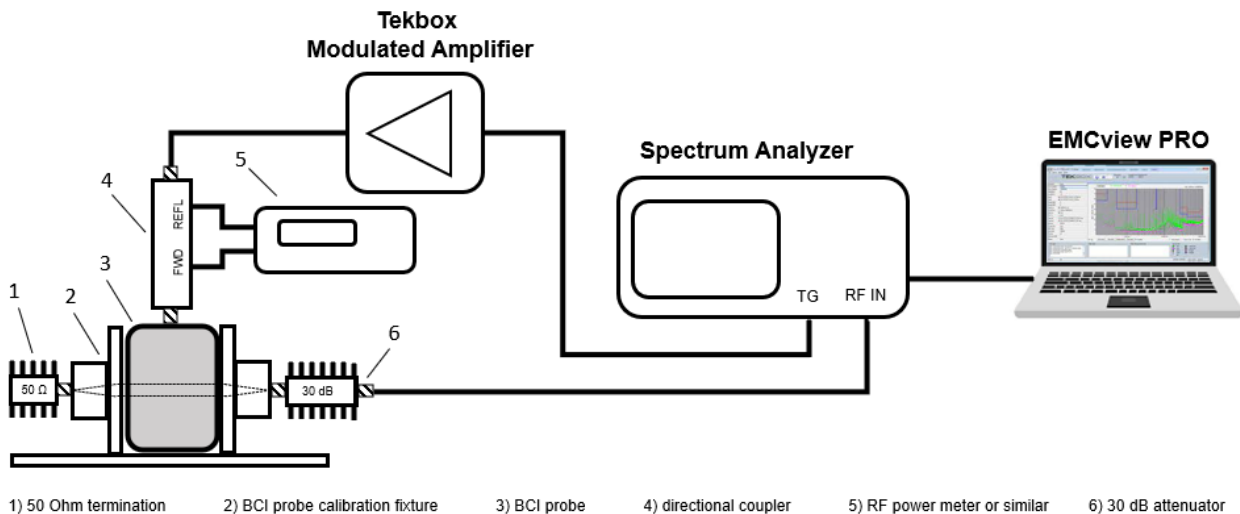 Tekbox
Modulated Amplifier
EMCview PRO
Spectrum Analyzer
5
4
REFL
FWD
3
TG
RF IN
1
2
6
50 Ω
30 dB
1) 50 Ohm termination 2) BCI probe calibration fixture 3) BCI probe 4) directional coupler 5) RF power meter or similar 6) 30 dB attenuator